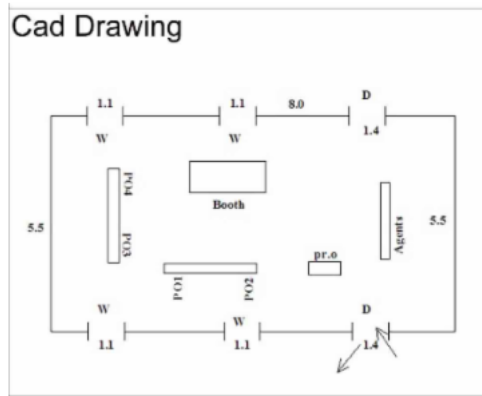 Cad Drawing
1.1
1.1
8.0
D
W
W
1.4
PO4
Booth
5.5
5.5
Agents
PO3
pr.o
PO1
PO2
W
W
D
1.1
1.1
1.4